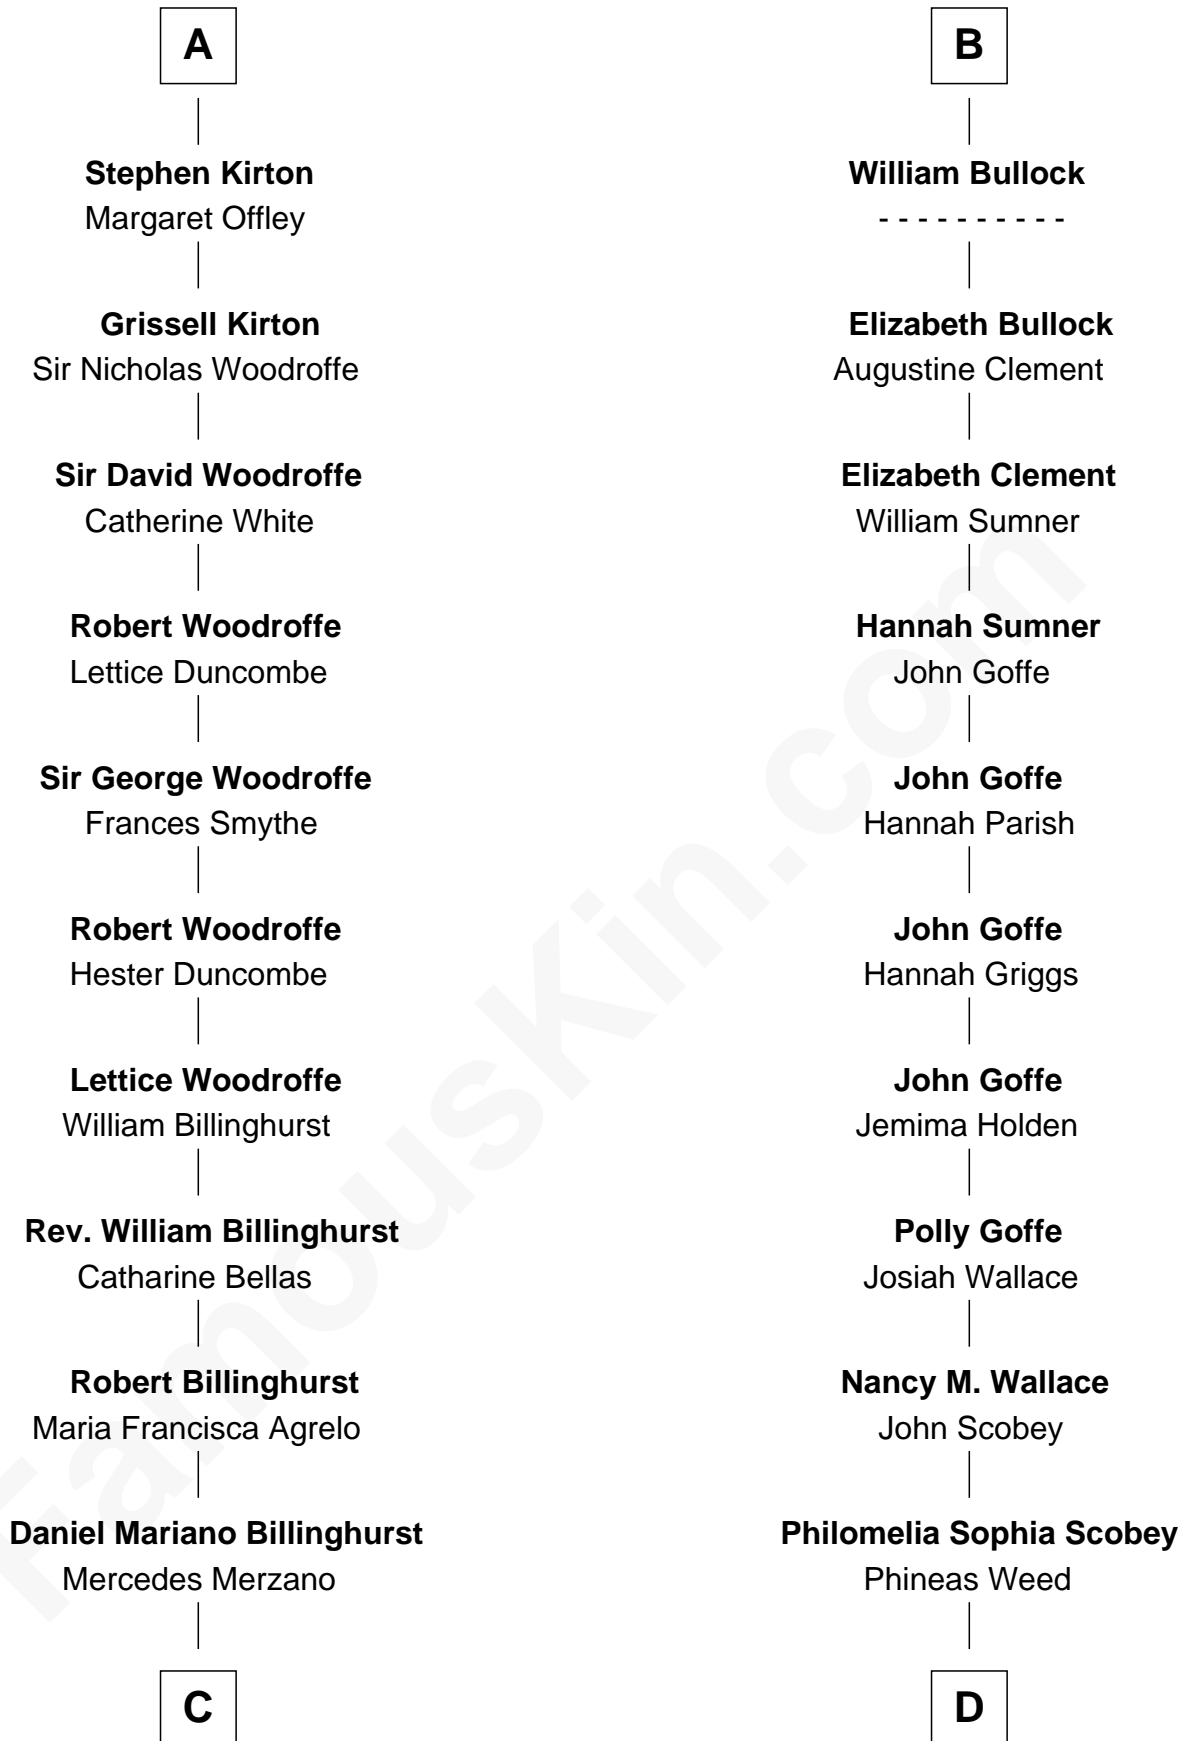 A
Stephen Kirton
Margaret Offley
Grissell Kirton
Sir Nicholas Woodroffe
Sir David Woodroffe
Catherine White
Robert Woodroffe
Lettice Duncombe
Sir George Woodroffe
Frances Smythe
Robert Woodroffe
Hester Duncombe
Lettice Woodroffe
William Billinghurst
Rev. William Billinghurst
Catharine Bellas
Robert Billinghurst
Maria Francisca Agrelo
Daniel Mariano Billinghurst
Mercedes Merzano
C
B
William Bullock
- - - - - - - - - -
Elizabeth Bullock
Augustine Clement
Elizabeth Clement
William Sumner
Hannah Sumner
John Goffe
John Goffe
Hannah Parish
John Goffe
Hannah Griggs
John Goffe
Jemima Holden
Polly Goffe
Josiah Wallace
Nancy M. Wallace
John Scobey
Philomelia Sophia Scobey
Phineas Weed
D
FamousKin.com